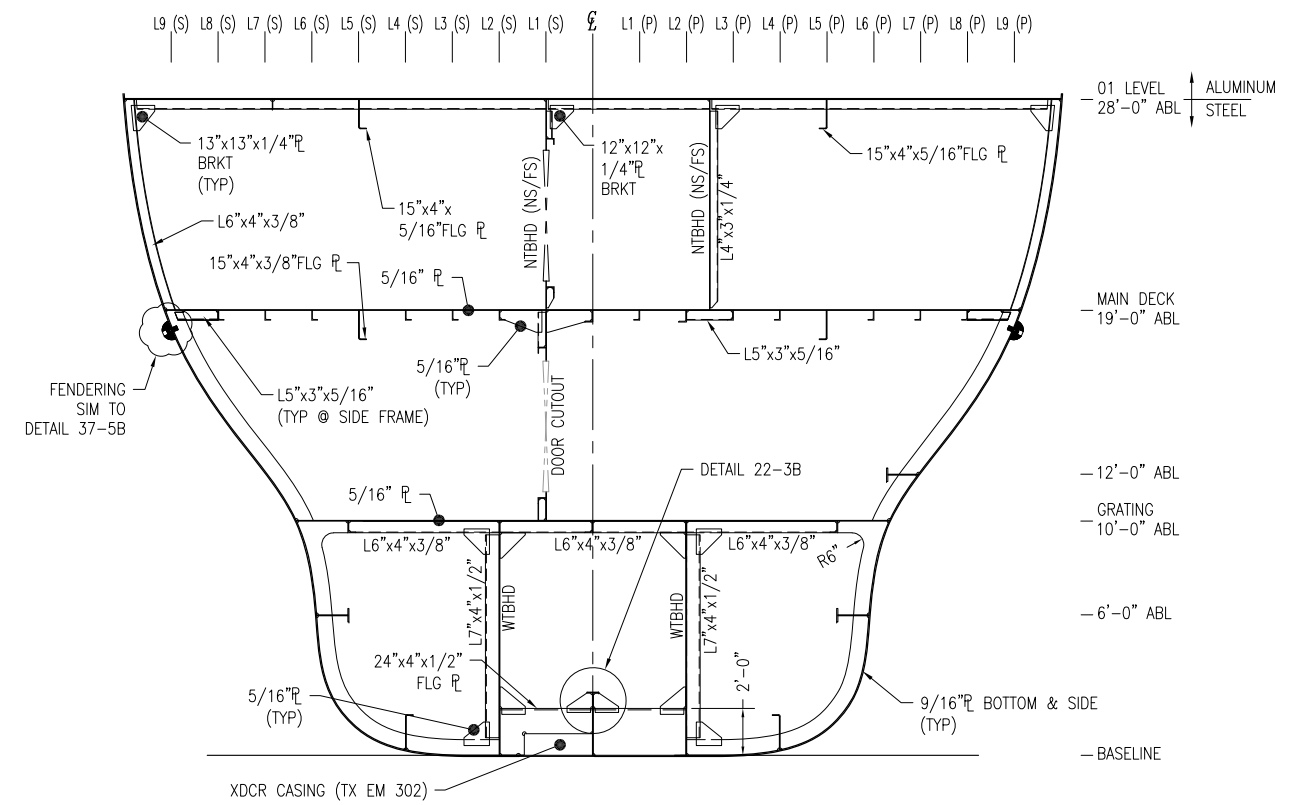 L9 (S) L8 (S) L7 (S) L6 (S) L5 (S) L4 (S) L3 (S) L2 (S) L1 (S) ℄ L1 (P) L2 (P) L3 (P) L4 (P) L5 (P) L6 (P) L7 (P) L8 (P) L9 (P)
01 LEVEL
28'-0" ABL
ALUMINUM
STEEL
13"x13"x1/4"℄
BRKT
(TYP)
12"x12"x
1/4"℄
BRKT
15"x4"x5/16"FLG ℄
15"x4"x
5/16"FLG ℄
L6"x4"x3/8"
NTBHD (NS/FS)
NTBHD (NS/FS)
L4"x3"x1/4"
15"x4"x3/8"FLG ℄
5/16" ℄
MAIN DECK
19'-0" ABL
5/16"℄
(TYP)
L5"x3"x5/16"
FENDERING
SIM TO
DETAIL 37-5B
L5"x3"x5/16"
(TYP @ SIDE FRAME)
DOOR CUTOUT
DETAIL 22-3B
12'-0" ABL
5/16" ℄
GRATING
10'-0" ABL
L6"x4"x3/8"
L6"x4"x3/8"
L6"x4"x3/8"
R6"
L7"x4"x1/2"
WTBHD
WTBHD
L7"x4"x1/2"
6'-0" ABL
24"x4"x1/2"
FLG ℄
2'-0"
5/16"℄
(TYP)
9/16"℄ BOTTOM & SIDE
(TYP)
BASELINE
XDCR CASING (TX EM 302)